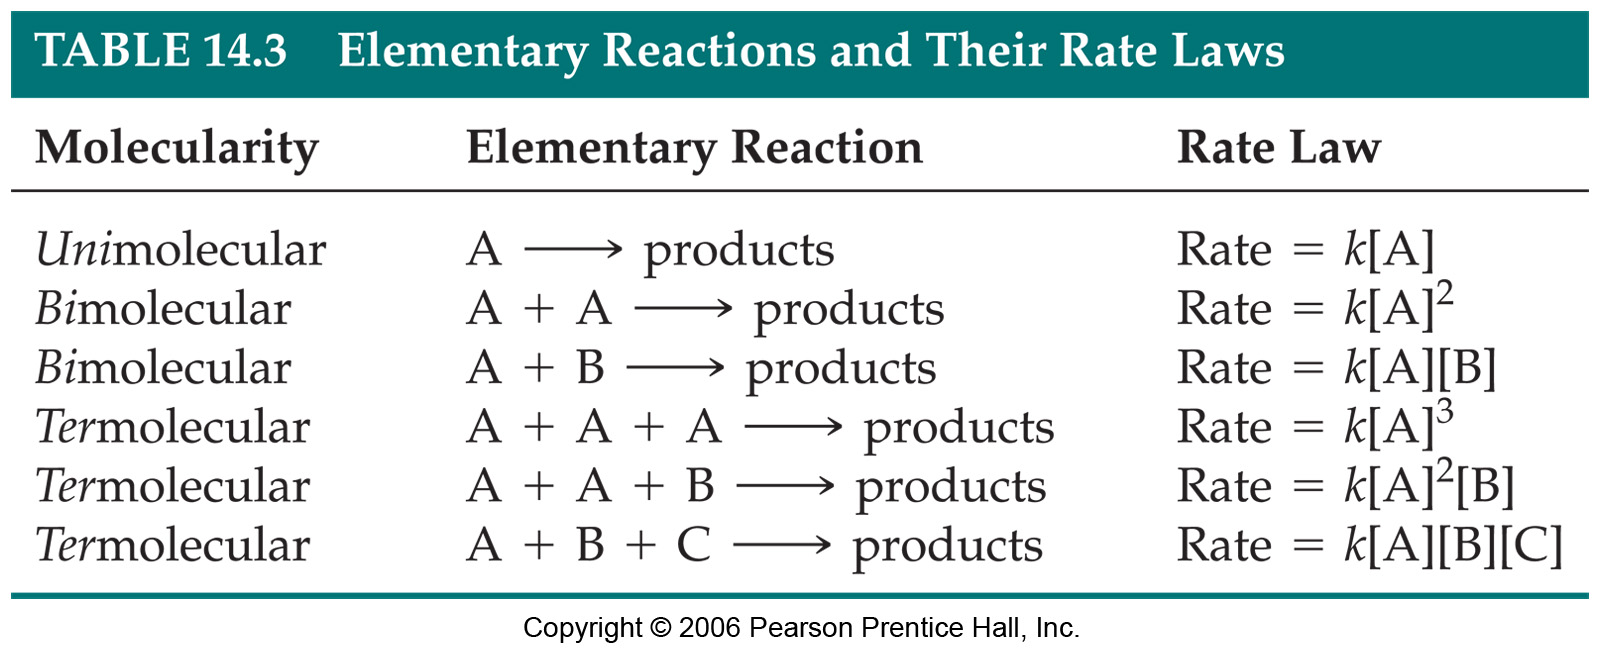 TABLE 14.3 Elementary Reactions and Their Rate Laws
Molecularity Elementary Reaction Rate Law
Unimolecular A ⟶ products Rate = k[A]
Bimolecular A + A ⟶ products Rate = k[A]²
Bimolecular A + B ⟶ products Rate = k[A][B]
Termolecular A + A + A ⟶ products Rate = k[A]³
Termolecular A + A + B ⟶ products Rate = k[A]²[B]
Termolecular A + B + C ⟶ products Rate = k[A][B][C]
Copyright © 2006 Pearson Prentice Hall, Inc.